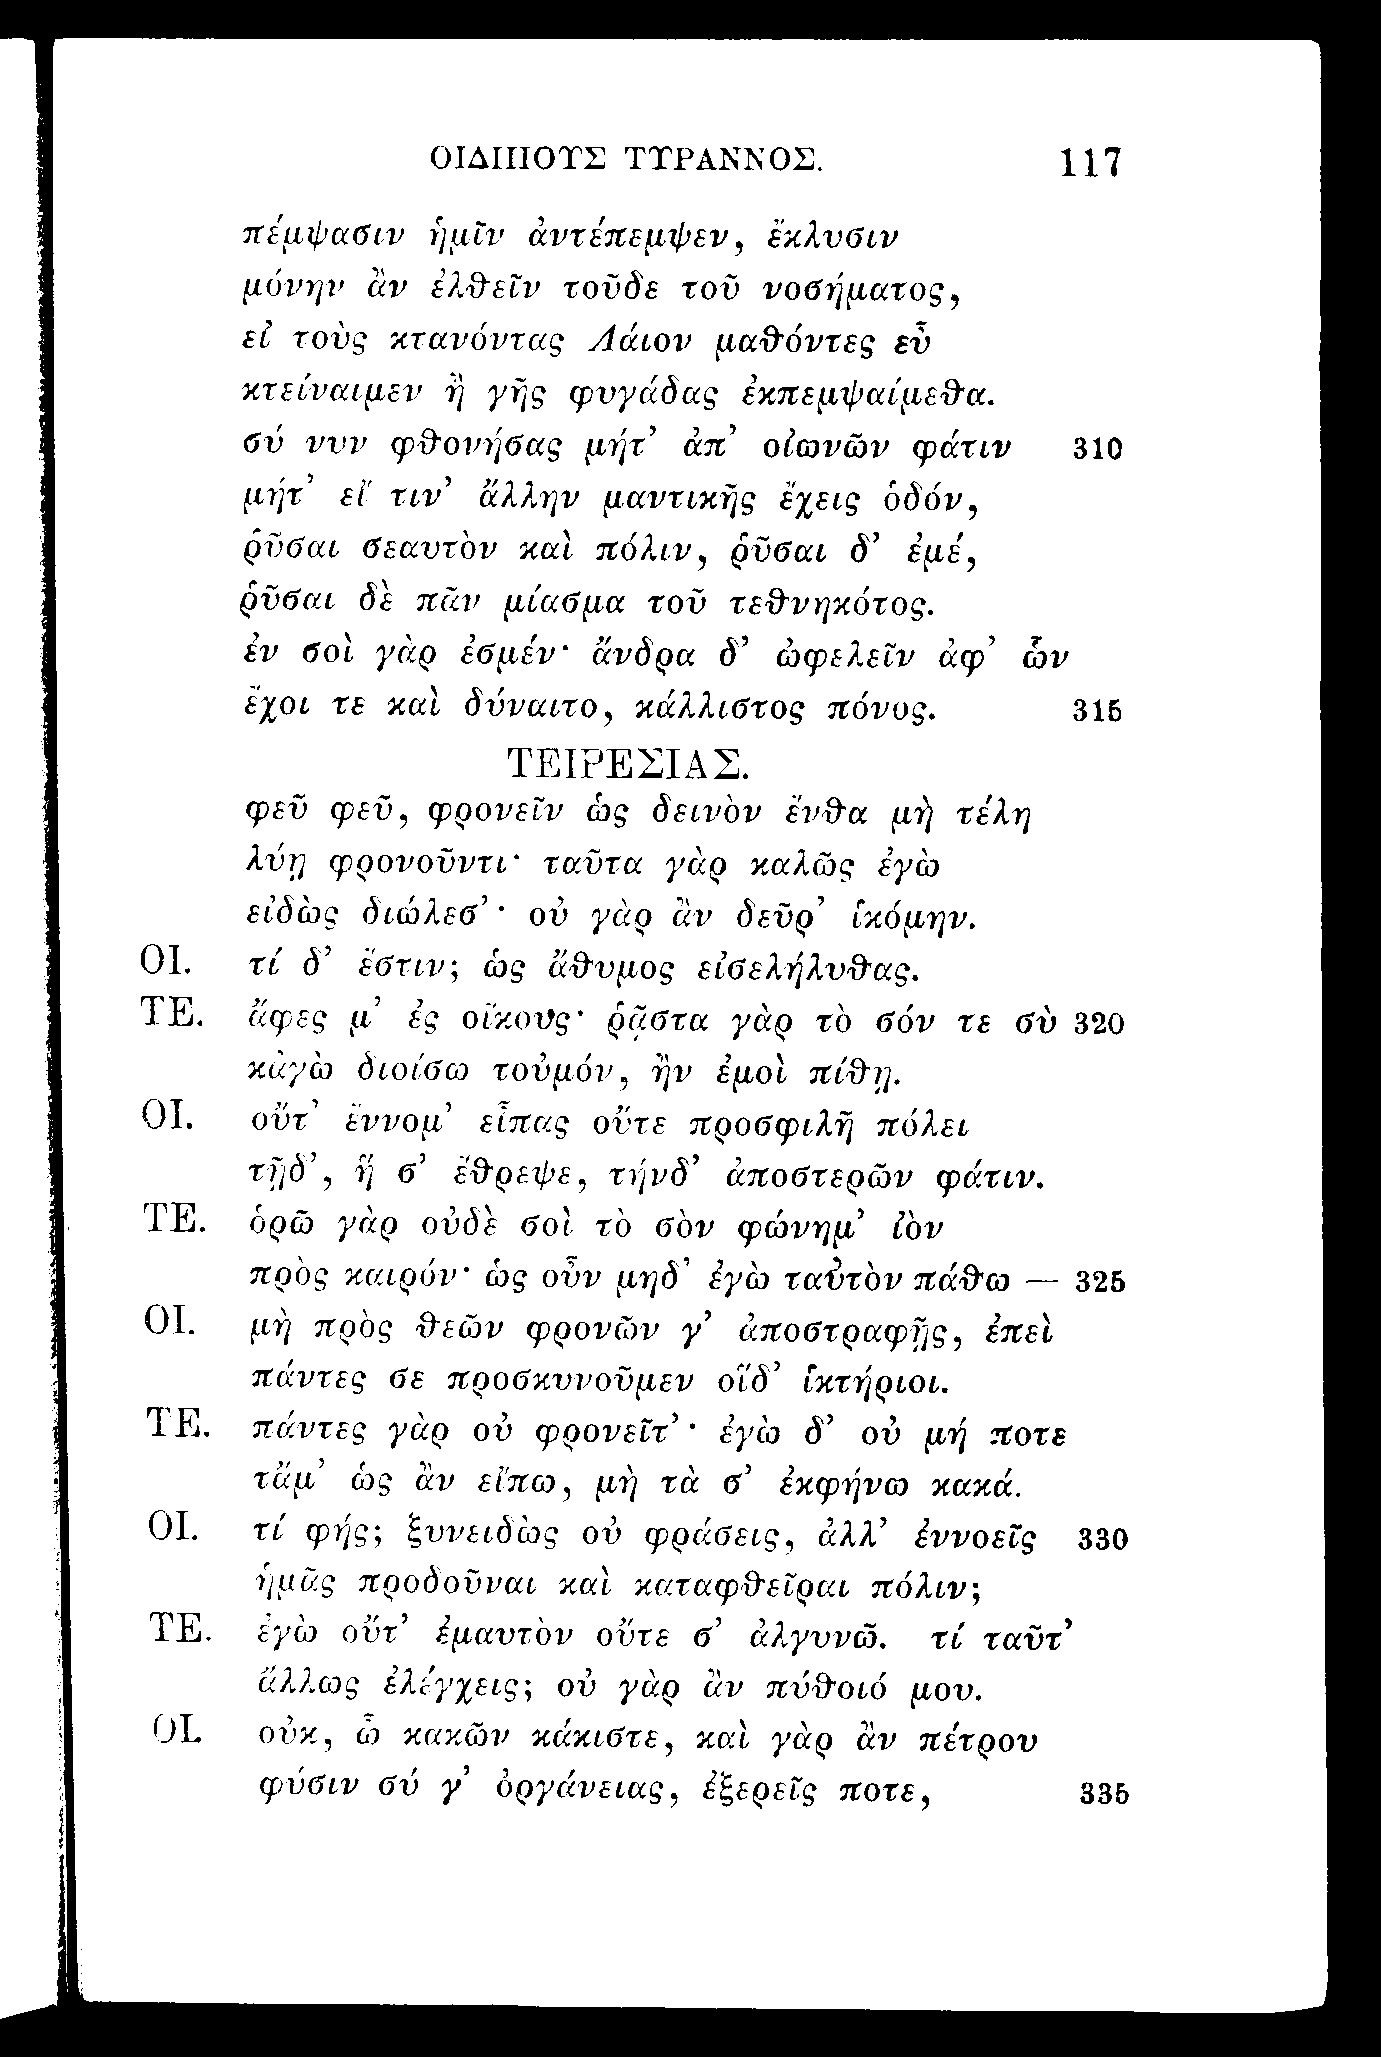 ΟΙΔΙΠΟΥΣ ΤΥΡΑΝΝΟΣ. 117
πέμψασιν ἡμῖν ἀντέπεμψεν, ἔκλυσιν
μόνην ἂν ἐλθεῖν τοῦδε τοῦ νοσήματος,
εἰ τοὺς κτανόντας Λάιον μαθόντες εὖ
κτείναιμεν ἢ γῆς φυγάδας ἐκπεμψαίμεθα.
σύ νυν φθονήσας μήτ’ ἀπ’ οἰωνῶν φάτιν 310
μήτ’ εἴ τιν’ ἄλλην μαντικῆς ἔχεις ὁδόν,
ῥῦσαι σεαυτὸν καὶ πόλιν, ῥῦσαι δ’ ἐμέ,
ῥῦσαι δὲ πᾶν μίασμα τοῦ τεθνηκότος.
ἐν σοὶ γὰρ ἐσμέν· ἄνδρα δ’ ὠφελεῖν ἀφ’ ὧν
ἔχοι τε καὶ δύναιτο, κάλλιστος πόνος. 315
ΤΕΙΡΕΣΙΑΣ.
φεῦ φεῦ, φρονεῖν ὡς δεινὸν ἔνθα μὴ τέλη
λύῃ φρονοῦντι· ταῦτα γὰρ καλῶς ἐγὼ
εἰδὼς διώλεσ’· οὐ γὰρ ἂν δεῦρ’ ἱκόμην.
ΟΙ. τί δ’ ἔστιν; ὡς ἄθυμος εἰσελήλυθας.
ΤΕ. ἄφες μ’ ἐς οἴκους· ῥᾷστα γὰρ τὸ σόν τε σὺ 320
κἀγὼ διοίσω τοὐμόν, ἢν ἐμοὶ πίθῃ.
ΟΙ. οὔτ’ ἔννομ’ εἶπας οὔτε προσφιλῆ πόλει
τῇδ’, ἥ σ’ ἔθρεψε, τήνδ’ ἀποστερῶν φάτιν.
ΤΕ. ὁρῶ γὰρ οὐδὲ σοὶ τὸ σὸν φώνημ’ ἰὸν
πρὸς καιρόν· ὡς οὖν μηδ’ ἐγὼ ταὐτὸν πάθω — 325
ΟΙ. μὴ πρὸς θεῶν φρονῶν γ’ ἀποστραφῇς, ἐπεὶ
πάντες σε προσκυνοῦμεν οἵδ’ ἱκτήριοι.
ΤΕ. πάντες γὰρ οὐ φρονεῖτ’· ἐγὼ δ’ οὐ μή ποτε
τἄμ’ ὡς ἂν εἴπω, μὴ τὰ σ’ ἐκφήνω κακά.
ΟΙ. τί φής; ξυνειδὼς οὐ φράσεις, ἀλλ’ ἐννοεῖς 330
ἡμᾶς προδοῦναι καὶ καταφθεῖραι πόλιν;
ΤΕ. ἐγὼ οὔτ’ ἐμαυτὸν οὔτε σ’ ἀλγυνῶ. τί ταῦτ’
ἄλλως ἐλέγχεις; οὐ γὰρ ἂν πύθοιό μου.
ΟΙ. οὐκ, ὦ κακῶν κάκιστε, καὶ γὰρ ἂν πέτρου
φύσιν σύ γ’ ὀργάνειας, ἐξερεῖς ποτε, 335